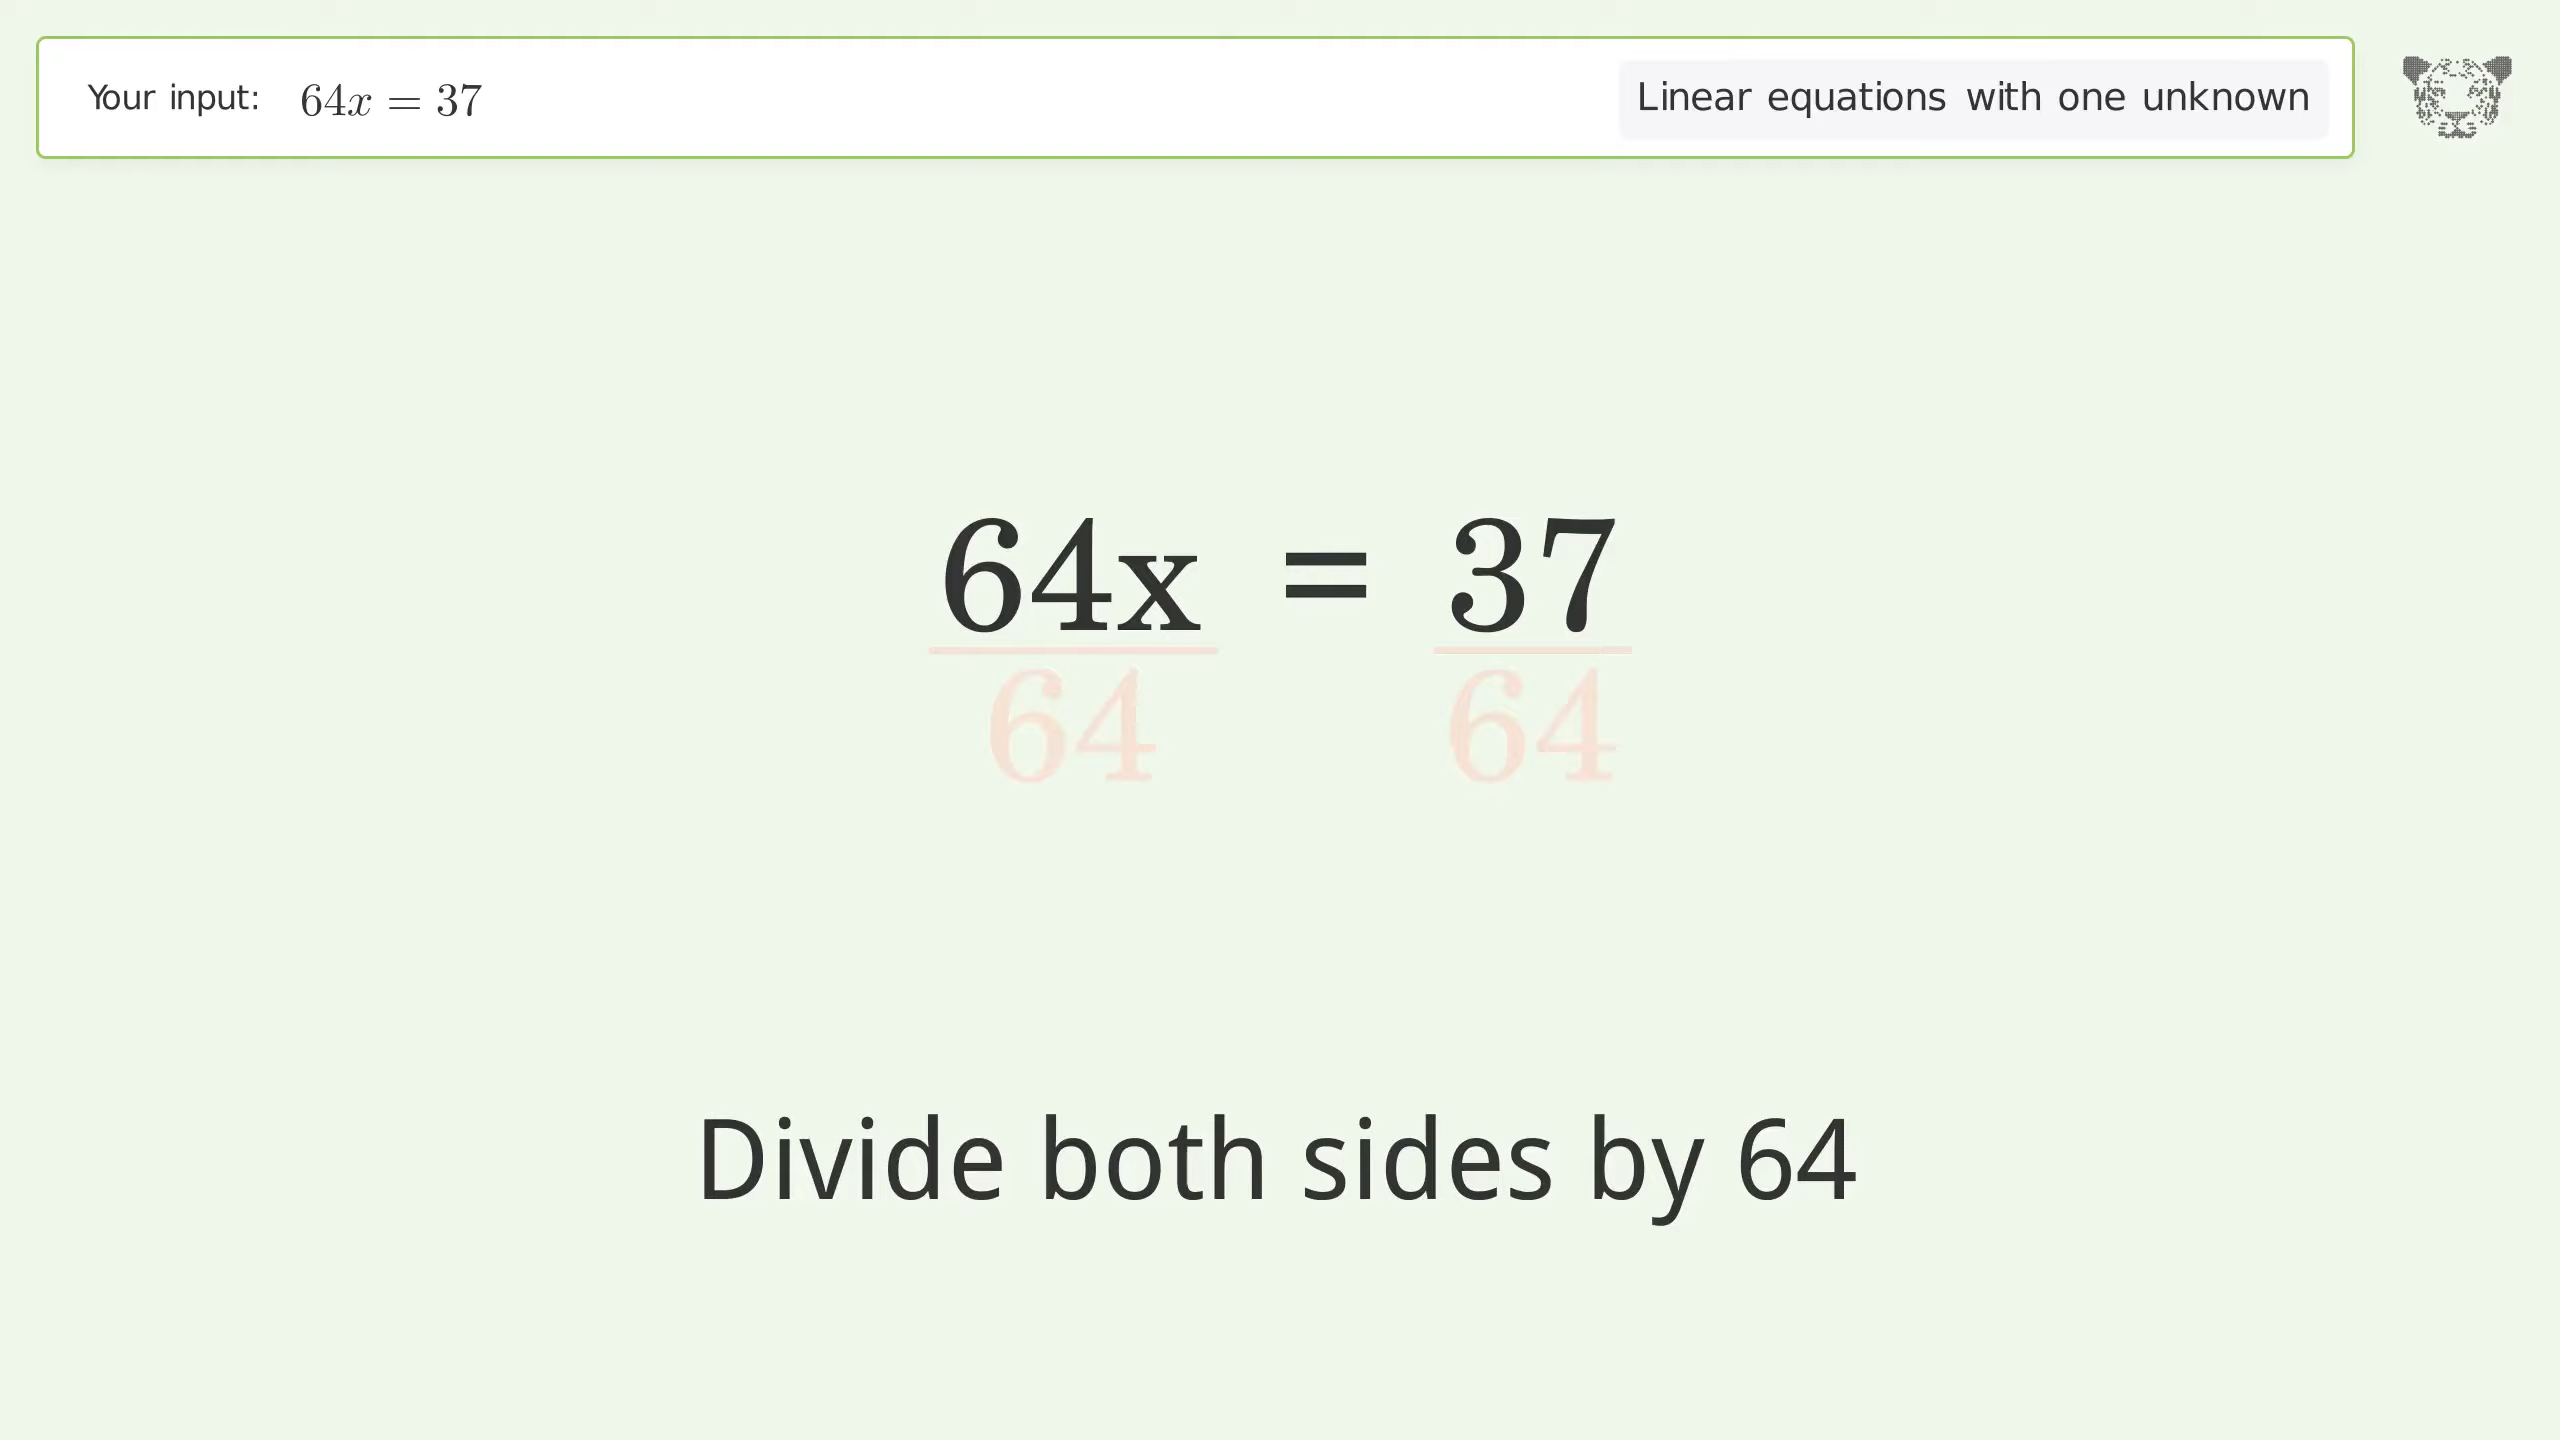 Your input: 64x = 37
Linear equations with one unknown
64x = 37
64 64
Divide both sides by 64